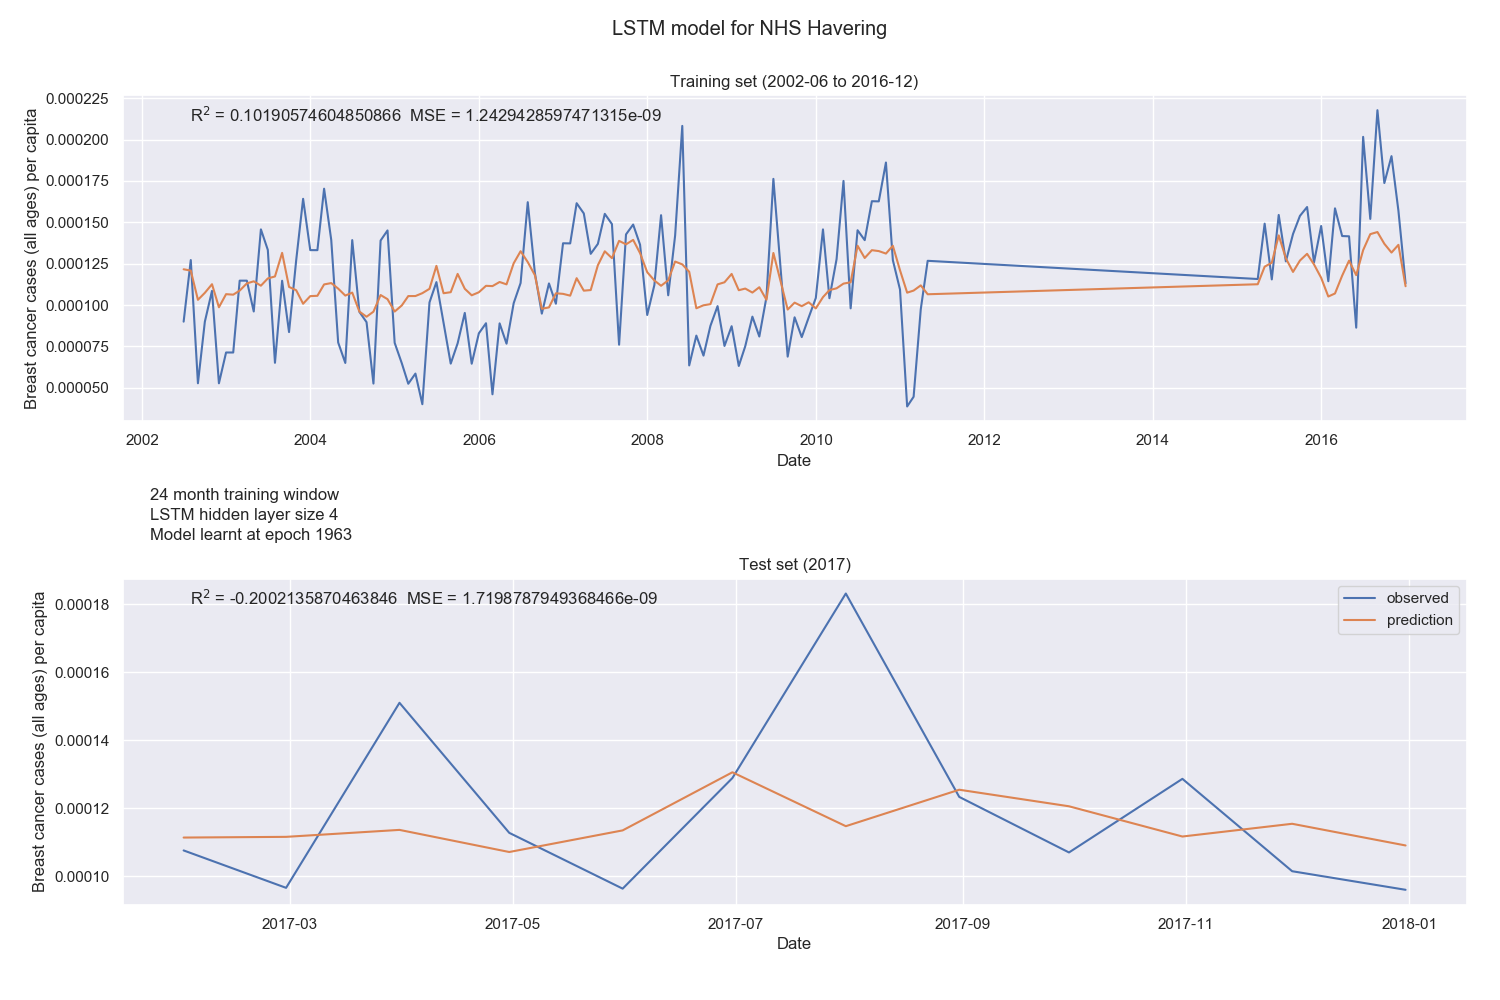 LSTM model for NHS Havering
Training set (2002-06 to 2016-12)
R² = 0.10190574604850866  MSE = 1.2429428597471315e-09
Breast cancer cases (all ages) per capita
0.000225
0.000200
0.000175
0.000150
0.000125
0.000100
0.000075
0.000050
2002 2004 2006 2008 2010 2012 2014 2016
Date
24 month training window
LSTM hidden layer size 4
Model learnt at epoch 1963
Test set (2017)
R² = -0.2002135870463846  MSE = 1.7198787949368466e-09
observed
prediction
Breast cancer cases (all ages) per capita
0.00018
0.00016
0.00014
0.00012
0.00010
2017-03 2017-05 2017-07 2017-09 2017-11 2018-01
Date